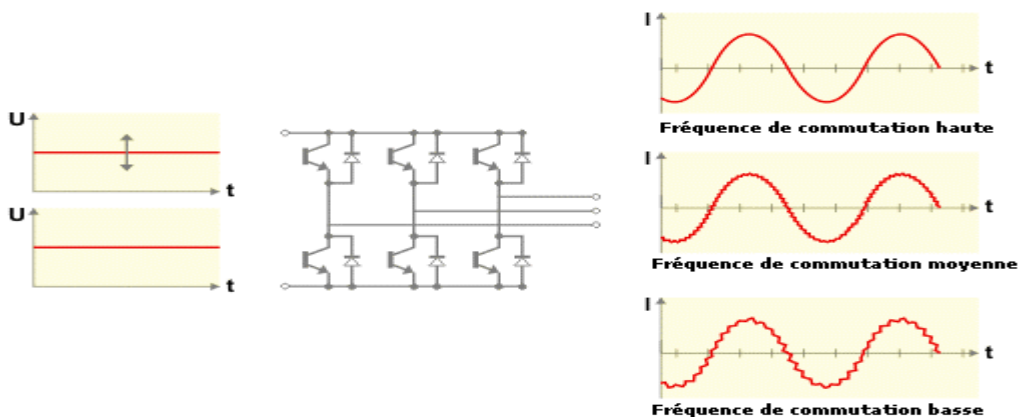 U
t
U
t
I
t
Fréquence de commutation haute
I
t
Fréquence de commutation moyenne
I
t
Fréquence de commutation basse